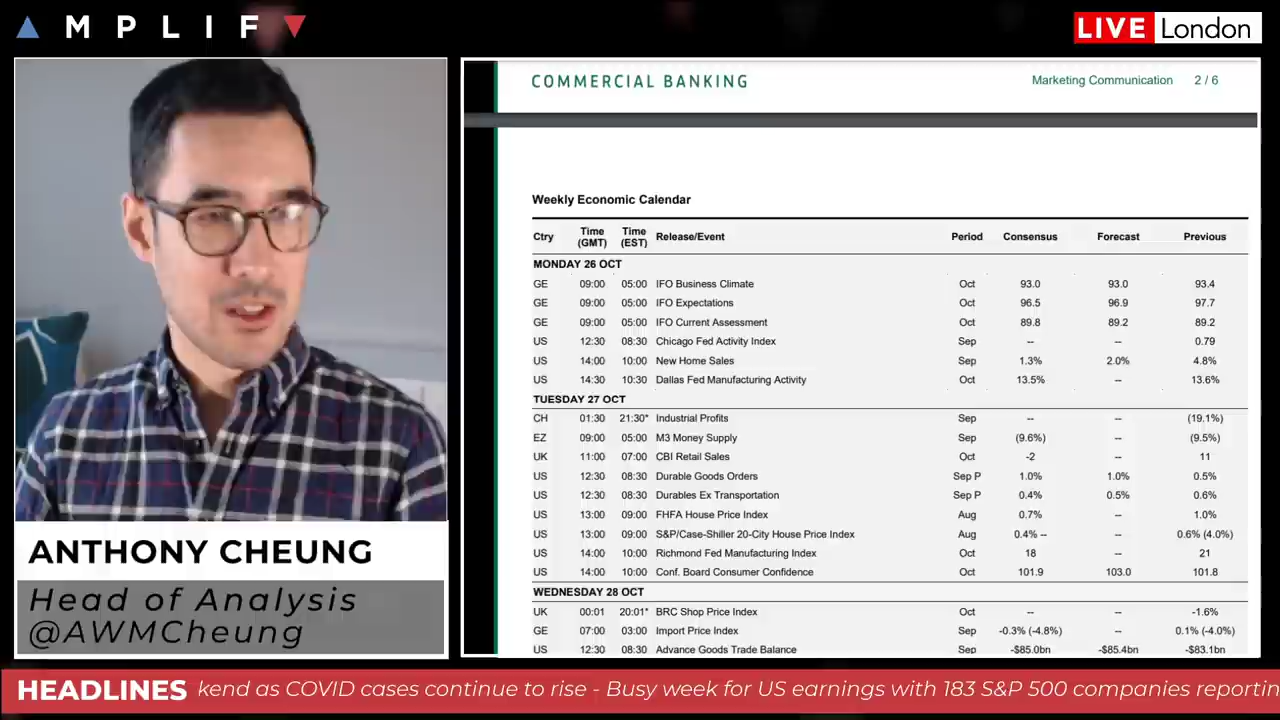 AMPLIFY
LIVE London
COMMERCIAL BANKING
Marketing Communication 2 / 6
Weekly Economic Calendar
Ctry Time (GMT) Time (EST) Release/Event Period Consensus Forecast Previous
MONDAY 26 OCT
GE 09:00 05:00 IFO Business Climate Oct 93.0 93.0 93.4
GE 09:00 05:00 IFO Expectations Oct 96.5 96.9 97.7
GE 09:00 05:00 IFO Current Assessment Oct 89.8 89.2 89.2
US 12:30 08:30 Chicago Fed Activity Index Sep -- -- 0.79
US 14:00 10:00 New Home Sales Sep 1.3% 2.0% 4.8%
US 14:30 10:30 Dallas Fed Manufacturing Activity Oct 13.5% -- 13.6%
TUESDAY 27 OCT
CH 01:30 21:30* Industrial Profits Sep -- -- (19.1%)
EZ 09:00 05:00 M3 Money Supply Sep (9.6%) -- (9.5%)
UK 11:00 07:00 CBI Retail Sales Oct -2 -- 11
US 12:30 08:30 Durable Goods Orders Sep P 1.0% 1.0% 0.5%
US 12:30 08:30 Durables Ex Transportation Sep P 0.4% 0.5% 0.6%
US 13:00 09:00 FHFA House Price Index Aug 0.7% -- 1.0%
US 13:00 09:00 S&P/Case-Shiller 20-City House Price Index Aug 0.4% -- -- 0.6% (4.0%)
US 14:00 10:00 Richmond Fed Manufacturing Index Oct 18 -- 21
US 14:00 10:00 Conf. Board Consumer Confidence Oct 101.9 103.0 101.8
WEDNESDAY 28 OCT
UK 00:01 20:01* BRC Shop Price Index Oct -- -- -1.6%
GE 07:00 03:00 Import Price Index Sep -0.3% (-4.8%) -- 0.1% (-4.0%)
US 12:30 08:30 Advance Goods Trade Balance Sep -$85.0bn -$85.4bn -$83.1bn
ANTHONY CHEUNG
Head of Analysis
@AWMCheung
HEADLINES kend as COVID cases continue to rise - Busy week for US earnings with 183 S&P 500 companies reportin